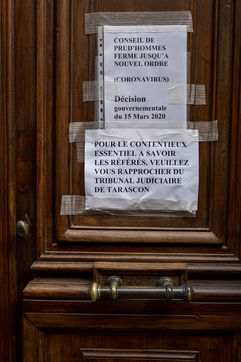 CONSEIL DE
PRUD'HOMMES
FERME JUSQU'A
NOUVEL ORDRE
(CORONAVIRUS)
Décision
gouvernementale
du 15 Mars 2020
POUR LE CONTENTIEUX
ESSENTIEL A SAVOIR
LES RÉFÉRÉS, VEUILLEZ
VOUS RAPPROCHER DU
TRIBUNAL JUDICIAIRE
DE TARASCON